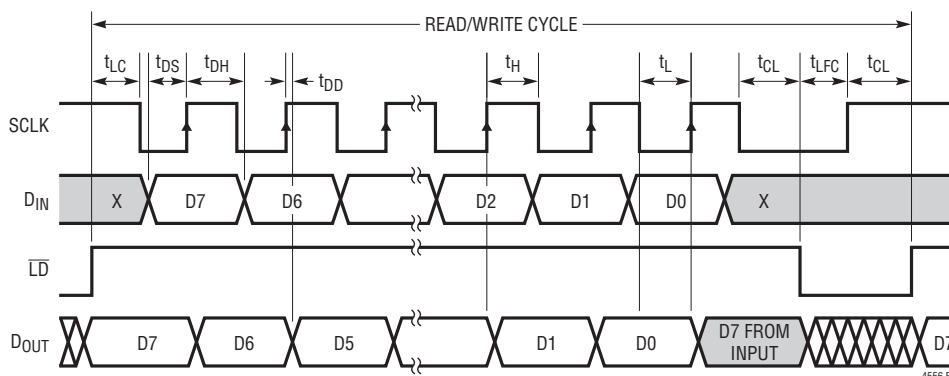 READ/WRITE CYCLE
tLC tDS tDH tDD tH tL tCL tLFC tCL
SCLK
DIN X D7 D6 D2 D1 D0 X
LD
DOUT D7 D6 D5 D1 D0 D7 FROM INPUT D7